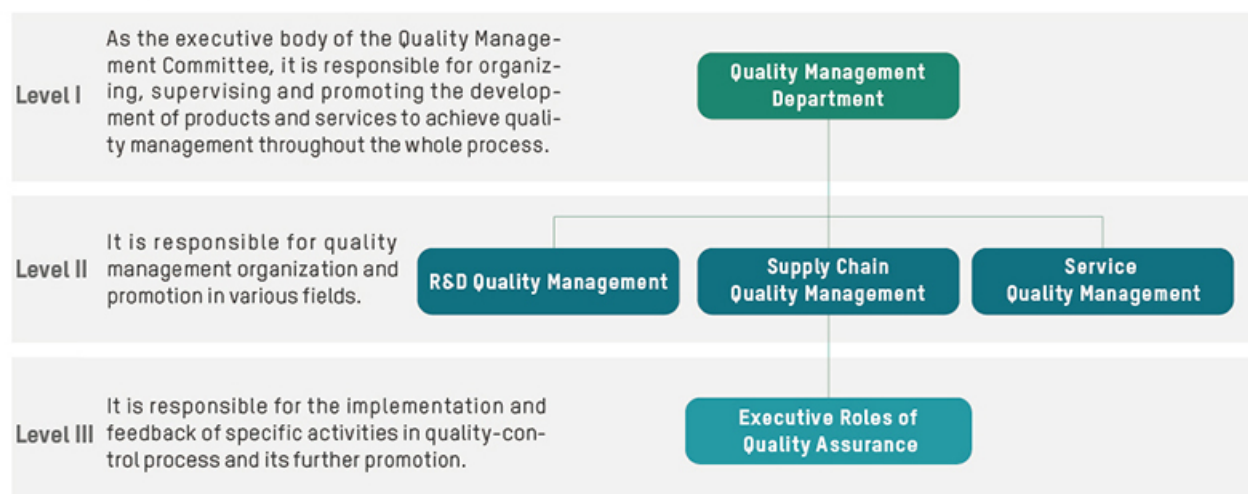 As the executive body of the Quality Manage-
ment Committee, it is responsible for organiz-
Level I
ing, supervising and promoting the develop-
ment of products and services to achieve quali-
ty management throughout the whole process.
Quality Management
Department
It is responsible for quality
Level II
management organization and
promotion in various fields.
R&D Quality Management
Supply Chain
Quality Management
Service
Quality Management
It is responsible for the implementation and
Level III
feedback of specific activities in quality-con-
trol process and its further promotion.
Executive Roles of
Quality Assurance